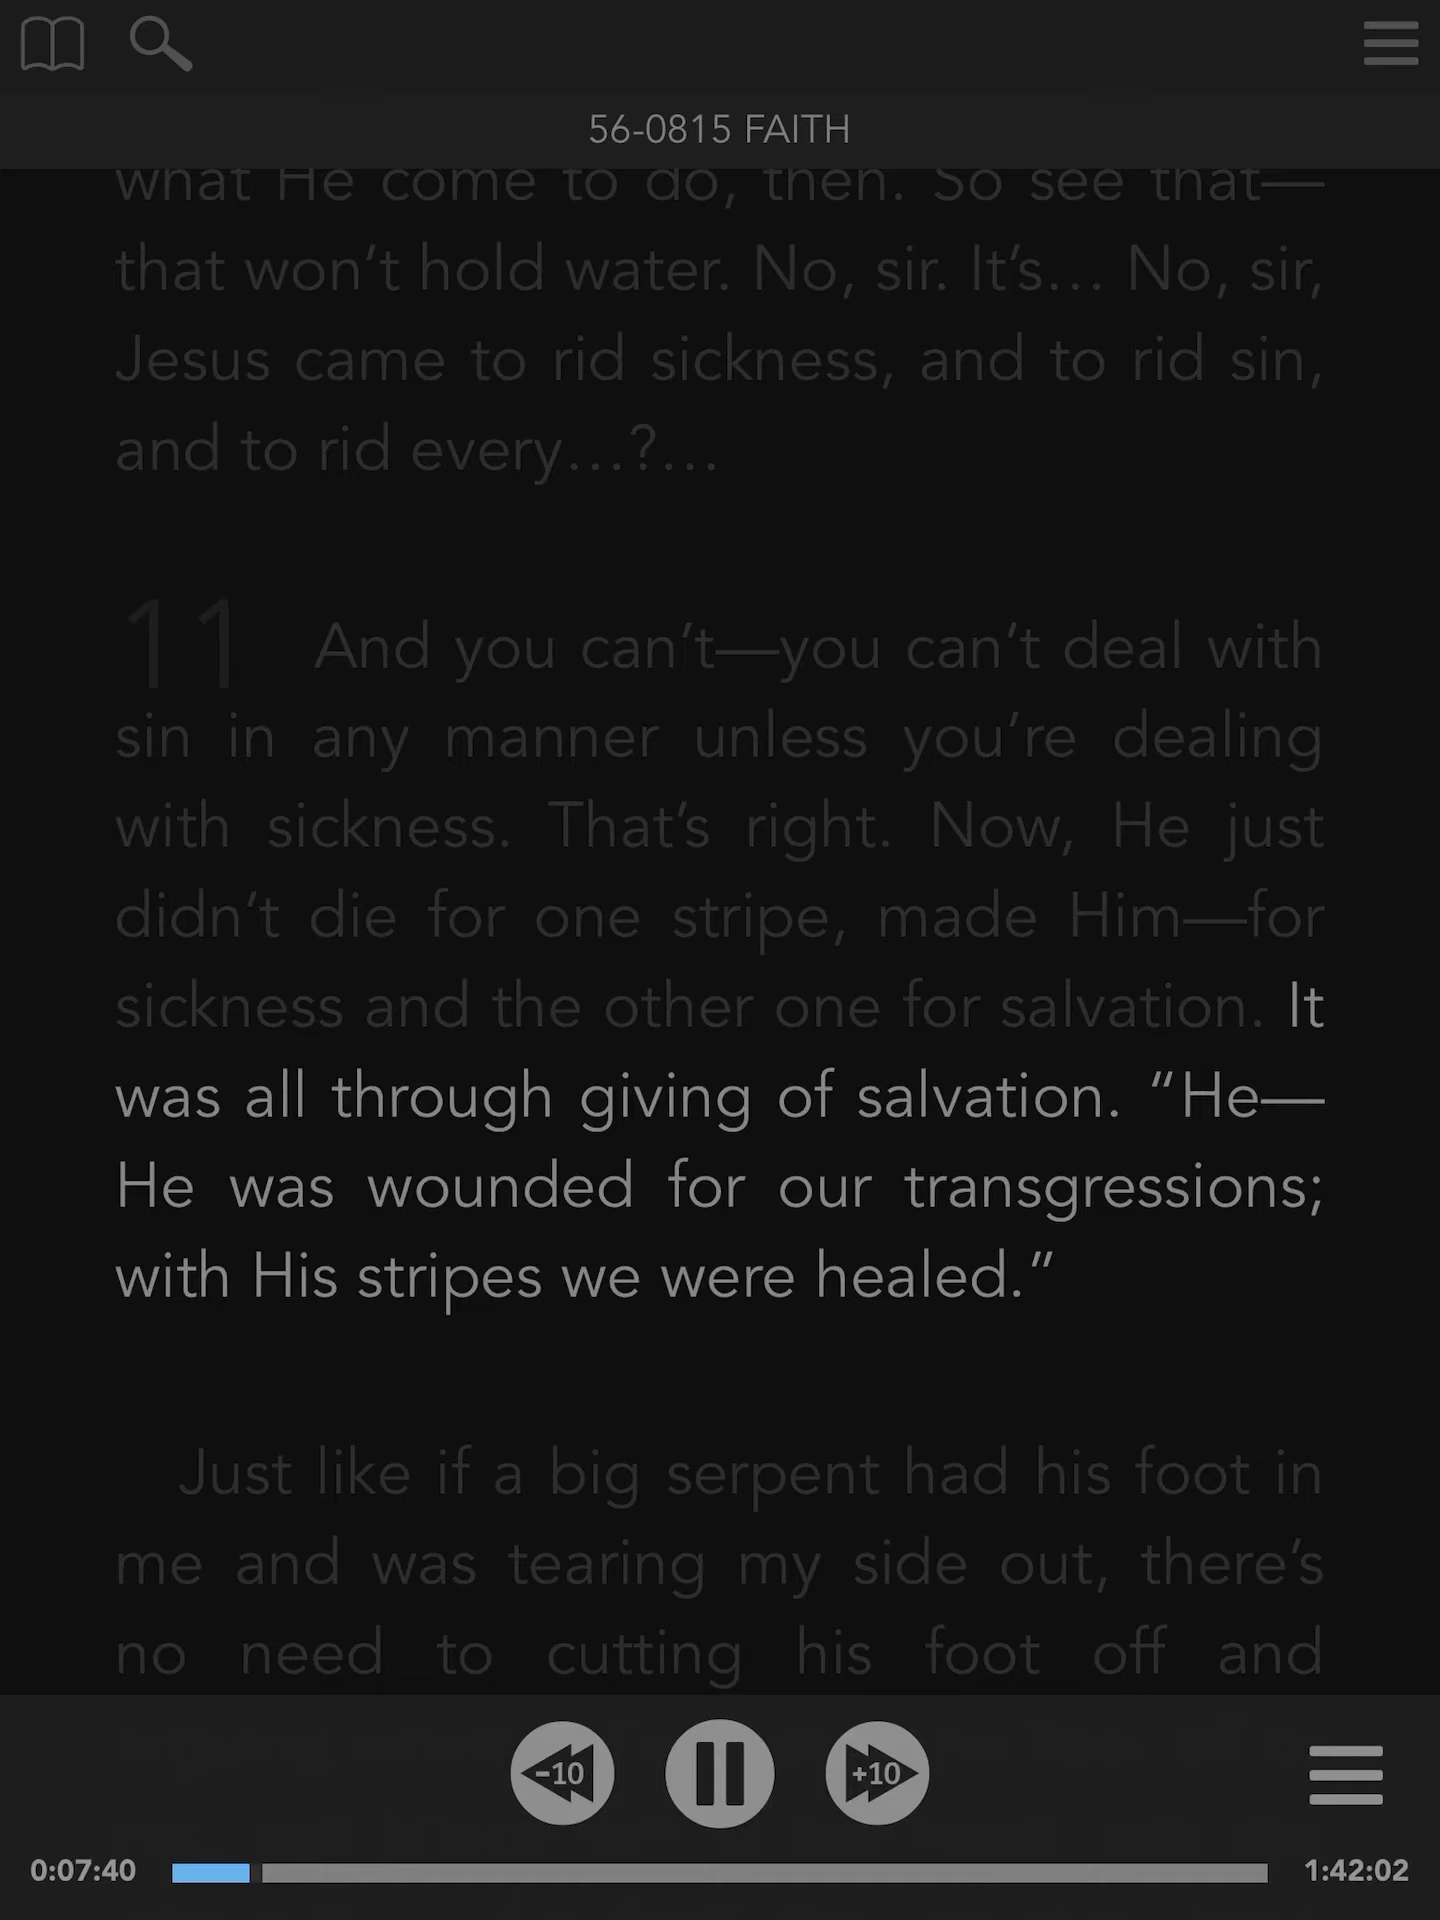 56-0815 FAITH
what He come to do, then. So see that—
that won’t hold water. No, sir. It’s… No, sir,
Jesus came to rid sickness, and to rid sin,
and to rid every…?…
11 And you can’t—you can’t deal with
sin in any manner unless you’re dealing
with sickness. That’s right. Now, He just
didn’t die for one stripe, made Him—for
sickness and the other one for salvation. It
was all through giving of salvation. “He—
He was wounded for our transgressions;
with His stripes we were healed.”
Just like if a big serpent had his foot in
me and was tearing my side out, there’s
no need to cutting his foot off and
-10 +10
0:07:40 1:42:02